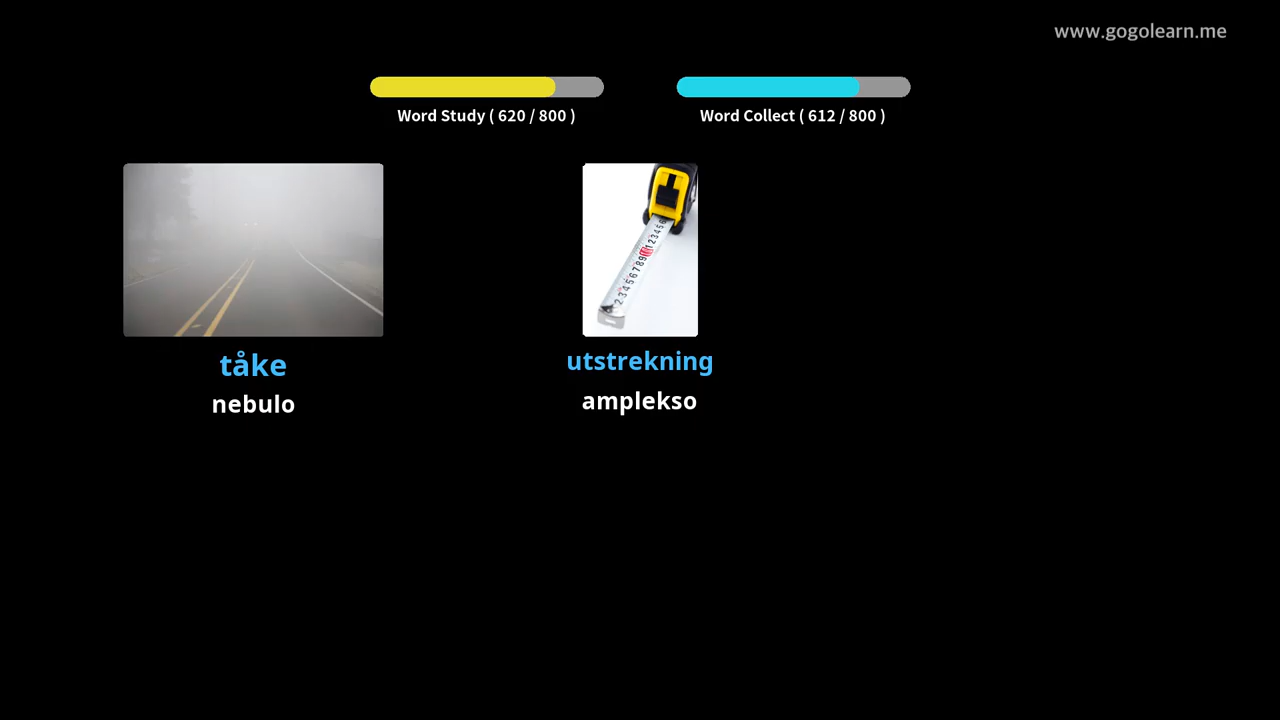 www.gogolearn.me
Word Study ( 620 / 800 )
Word Collect ( 612 / 800 )
tåke
nebulo
utstrekning
amplekso